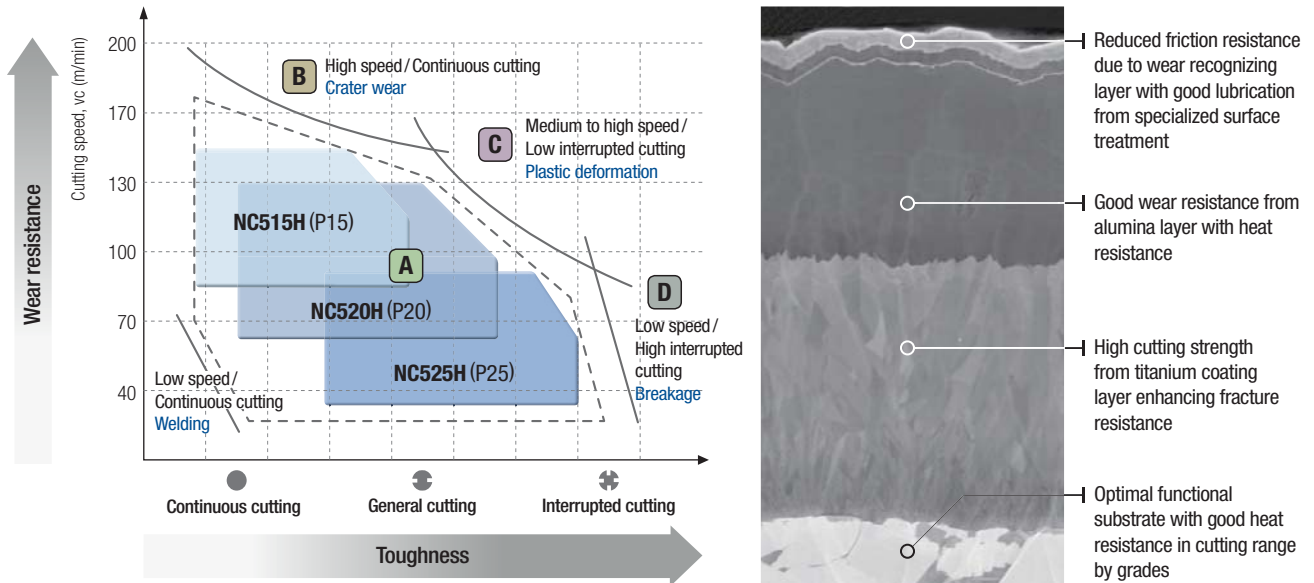 Wear resistance
Cutting speed, vc (m/min)
200
170
130
100
70
40
B
High speed / Continuous cutting
Crater wear
C
Medium to high speed /
Low interrupted cutting
Plastic deformation
NC515H (P15)
A
NC520H (P20)
NC525H (P25)
D
Low speed /
High interrupted
cutting
Breakage
Low speed /
Continuous cutting
Welding
Continuous cutting
General cutting
Interrupted cutting
Toughness
Reduced friction resistance
due to wear recognizing
layer with good lubrication
from specialized surface
treatment
Good wear resistance from
alumina layer with heat
resistance
High cutting strength
from titanium coating
layer enhancing fracture
resistance
Optimal functional
substrate with good heat
resistance in cutting range
by grades